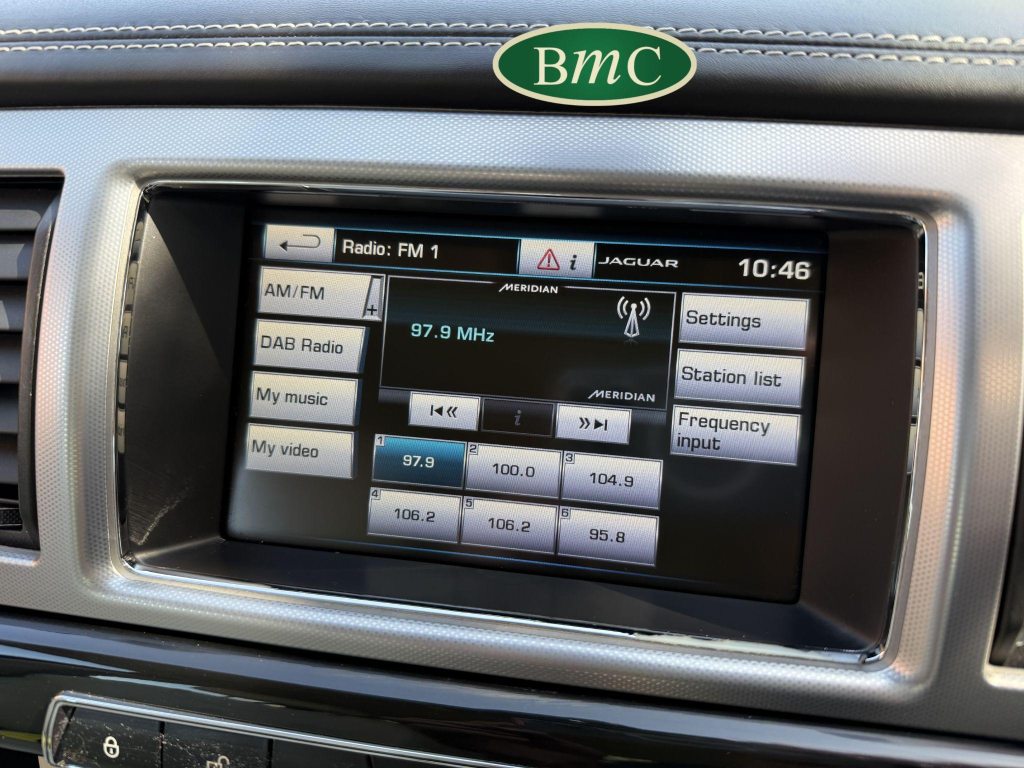 BmC
Radio: FM 1
i
JAGUAR
10:46
AM/FM
+
DAB Radio
My music
My video
MERIDIAN
97.9 MHz
MERIDIAN
i
Settings
Station list
Frequency
input
1
97.9
2
100.0
3
104.9
4
106.2
5
106.2
6
95.8